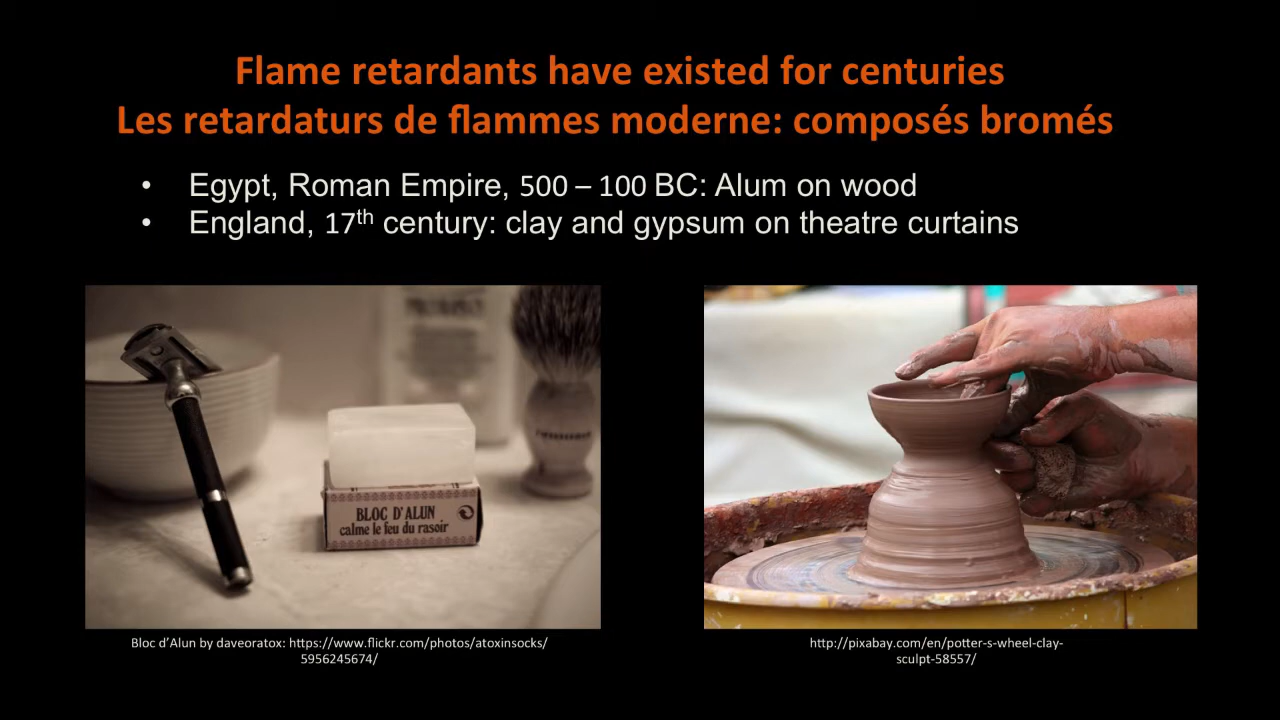 Flame retardants have existed for centuries
Les retardaturs de flammes moderne: composés bromés
• Egypt, Roman Empire, 500 – 100 BC: Alum on wood
• England, 17th century: clay and gypsum on theatre curtains
BLOC D'ALUN
calme le feu du rasoir
Bloc d'Alun by daveoratox: https://www.flickr.com/photos/atoxinsocks/
5956245674/
http://pixabay.com/en/potter-s-wheel-clay-
sculpt-58557/